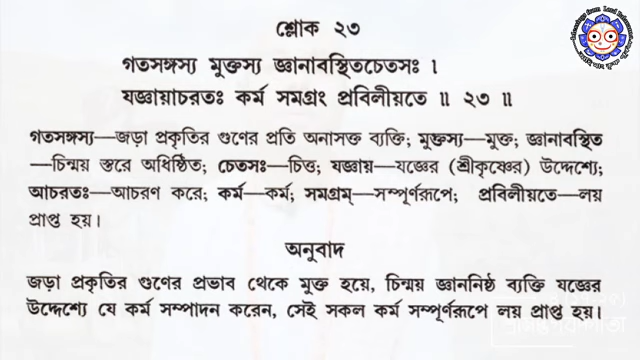 শ্লোক ২৩
গতসঙ্গস্য মুক্তস্য জ্ঞানাবস্থিতচেতসঃ ।
যজ্ঞায়াচরতঃ কর্ম সমগ্রং প্রবিলীয়তে ॥ ২৩ ॥
গতসঙ্গস্য—জড়া প্রকৃতির গুণের প্রতি অনাসক্ত ব্যক্তি; মুক্তস্য—মুক্ত; জ্ঞানাবস্থিত
—চিন্ময় স্তরে অধিষ্ঠিত; চেতসঃ—চিত্ত; যজ্ঞায়—যজ্ঞের (শ্রীকৃষ্ণের) উদ্দেশ্যে;
আচরতঃ—আচরণ করে; কর্ম—কর্ম; সমগ্রম্—সম্পূর্ণরূপে; প্রবিলীয়তে—লয়
প্রাপ্ত হয়।
অনুবাদ
জড়া প্রকৃতির গুণের প্রভাব থেকে মুক্ত হয়ে, চিন্ময় জ্ঞাননিষ্ঠ ব্যক্তি যজ্ঞের
উদ্দেশ্যে যে কর্ম সম্পাদন করেন, সেই সকল কর্ম সম্পূর্ণরূপে লয় প্রাপ্ত হয়।